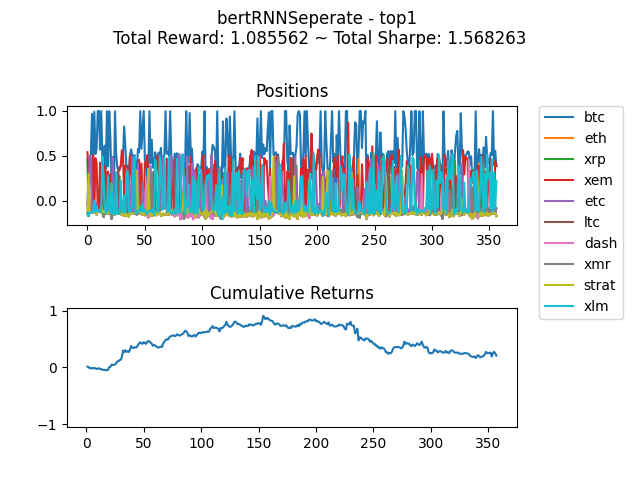 bertRNNSeperate - top1
Total Reward: 1.085562 ~ Total Sharpe: 1.568263
Positions
1.0
0.5
0.0
0 50 100 150 200 250 300 350
btc
eth
xrp
xem
etc
ltc
dash
xmr
strat
xlm
Cumulative Returns
1
0
−1
0 50 100 150 200 250 300 350